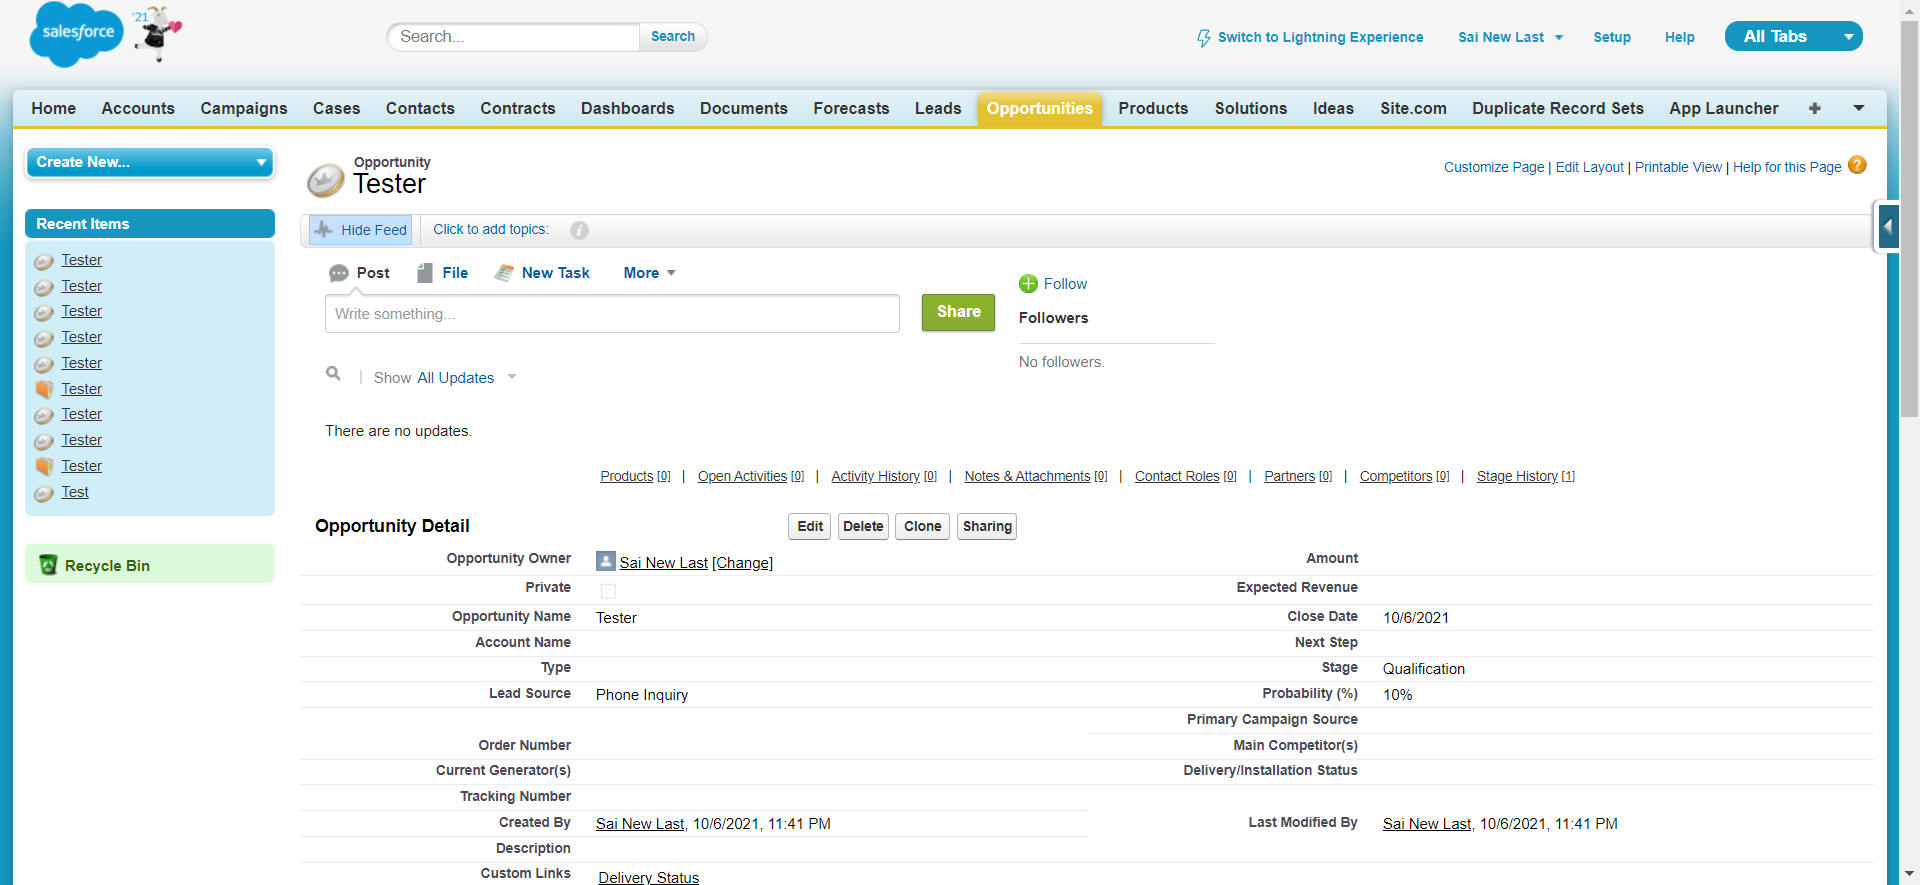 salesforce
'21
Search...
Search
Switch to Lightning Experience
Sai New Last
Setup
Help
All Tabs
Home
Accounts
Campaigns
Cases
Contacts
Contracts
Dashboards
Documents
Forecasts
Leads
Opportunities
Products
Solutions
Ideas
Site.com
Duplicate Record Sets
App Launcher
+
Create New...
Recent Items
Tester
Tester
Tester
Tester
Tester
Tester
Tester
Tester
Tester
Test
Recycle Bin
Opportunity
Tester
Customize Page | Edit Layout | Printable View | Help for this Page ?
Hide Feed
Click to add topics: i
Post
File
New Task
More
Write something...
Share
Follow
Followers
No followers.
| Show All Updates
There are no updates.
Products [0] | Open Activities [0] | Activity History [0] | Notes & Attachments [0] | Contact Roles [0] | Partners [0] | Competitors [0] | Stage History [1]
Opportunity Detail
Edit
Delete
Clone
Sharing
Opportunity Owner Sai New Last [Change] Amount
Private Expected Revenue
Opportunity Name Tester Close Date 10/6/2021
Account Name Next Step
Type Stage Qualification
Lead Source Phone Inquiry Probability (%) 10%
Primary Campaign Source
Order Number Main Competitor(s)
Current Generator(s) Delivery/Installation Status
Tracking Number
Created By Sai New Last, 10/6/2021, 11:41 PM Last Modified By Sai New Last, 10/6/2021, 11:41 PM
Description
Custom Links Delivery Status